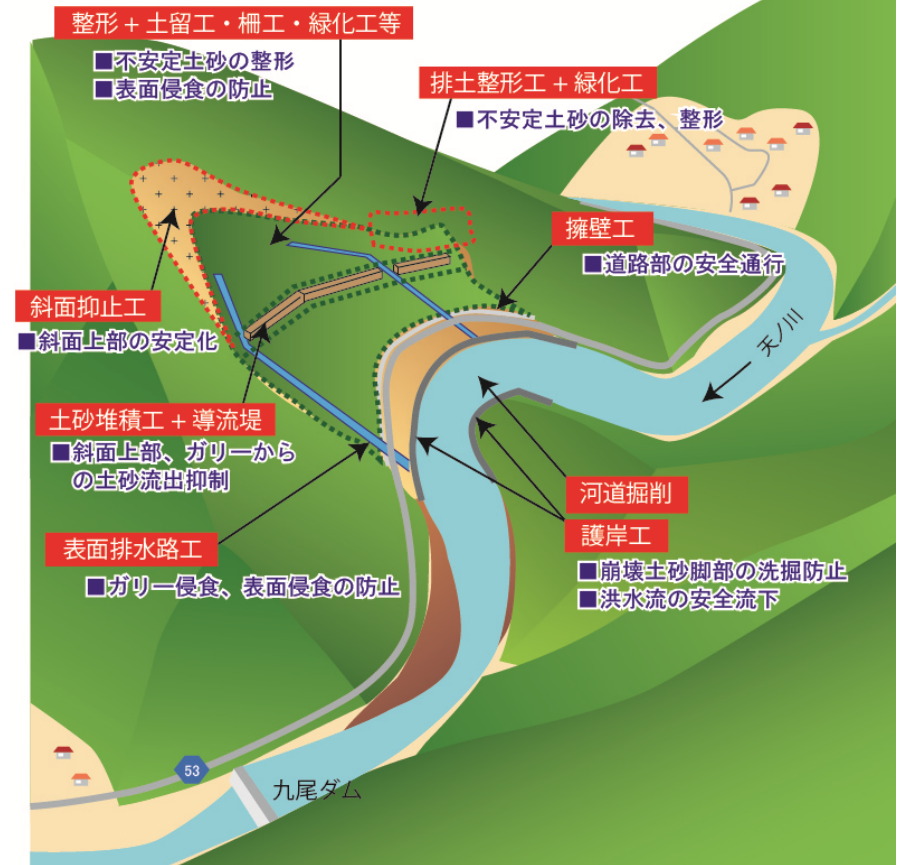 整形 + 土留工・柵工・緑化工等
■不安定土砂の整形
■表面侵食の防止
排土整形工 + 緑化工
■不安定土砂の除去、整形
擁壁工
■道路部の安全通行
斜面抑止工
■斜面上部の安定化
天ノ川
土砂堆積工 + 導流堤
■斜面上部、ガリーから
の土砂流出抑制
河道掘削
護岸工
■崩壊土砂脚部の洗掘防止
■洪水流の安全流下
表面排水路工
■ガリー侵食、表面侵食の防止
53
九尾ダム